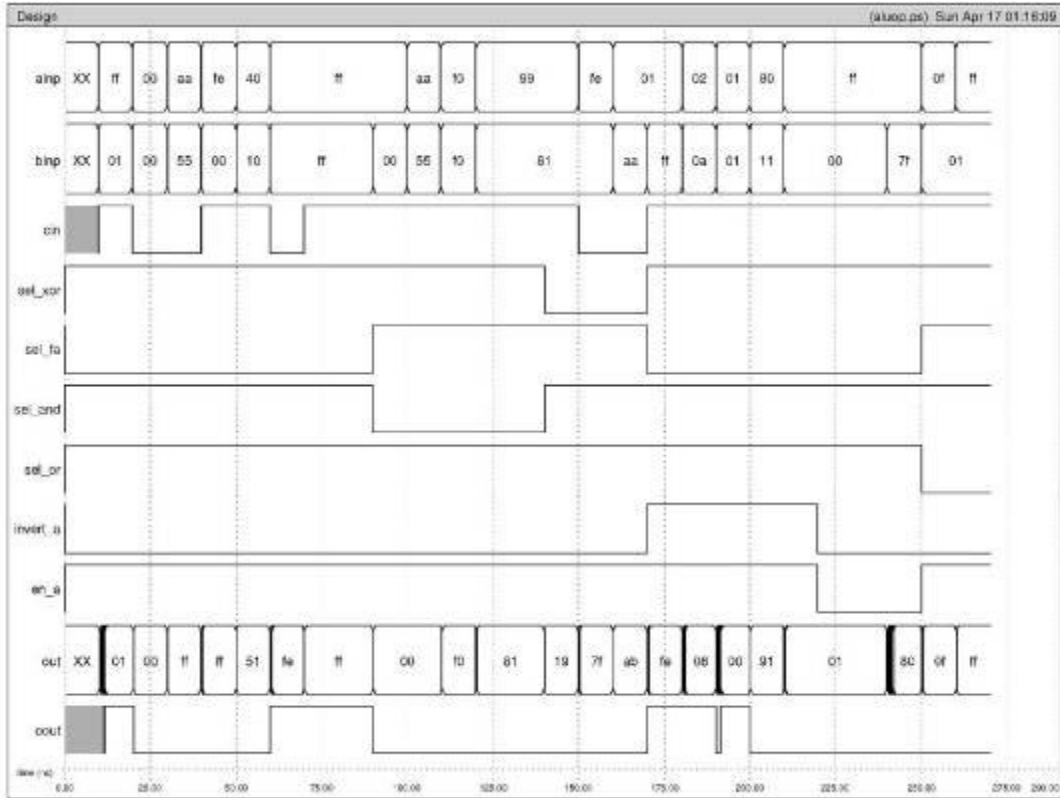 Design (aluop.ps) Sun Apr 17 01:16:09
ainp XX ff 00 aa fe 40 ff aa f0 99 fe 01 02 01 80 ff 0f ff
binp XX 01 00 55 00 10 ff 00 55 f0 81 aa ff 0a 01 11 00 7f 01
cin
sel_xor
sel_fa
sel_and
sel_or
invert_a
en_a
out XX 01 00 ff ff 51 fe ff 00 f0 81 19 7f ab fe 08 00 91 01 80 0f ff
cout
time (ns) 0.00 25.00 50.00 75.00 100.00 125.00 150.00 175.00 200.00 225.00 250.00 275.00 290.00